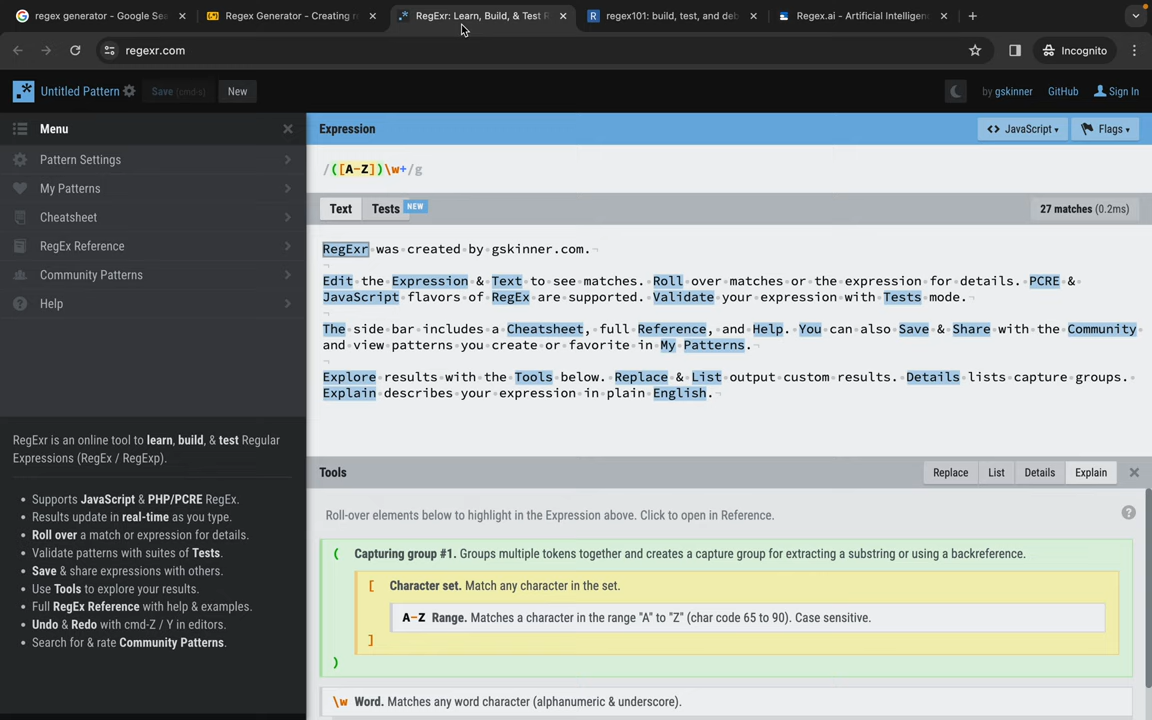 regex generator - Google Sea
Regex Generator - Creating r
RegExr: Learn, Build, & Test R
regex101: build, test, and deb
Regex.ai - Artificial Intelligenc
regexr.com
Incognito
Untitled Pattern
Save (cmd-s)
New
by gskinner
GitHub
Sign In
Menu
Pattern Settings
My Patterns
Cheatsheet
RegEx Reference
Community Patterns
Help
RegExr is an online tool to learn, build, & test Regular
Expressions (RegEx / RegExp).
• Supports JavaScript & PHP/PCRE RegEx.
• Results update in real-time as you type.
• Roll over a match or expression for details.
• Validate patterns with suites of Tests.
• Save & share expressions with others.
• Use Tools to explore your results.
• Full RegEx Reference with help & examples.
• Undo & Redo with cmd-Z / Y in editors.
• Search for & rate Community Patterns.
Expression
<> JavaScript
Flags
/([A-Z])\w+/g
Text
Tests NEW
27 matches (0.2ms)
RegExr was created by gskinner.com.
Edit the Expression & Text to see matches. Roll over matches or the expression for details. PCRE &
JavaScript flavors of RegEx are supported. Validate your expression with Tests mode.
The side bar includes a Cheatsheet, full Reference, and Help. You can also Save & Share with the Community
and view patterns you create or favorite in My Patterns.
Explore results with the Tools below. Replace & List output custom results. Details lists capture groups.
Explain describes your expression in plain English.
Tools
Replace
List
Details
Explain
Roll-over elements below to highlight in the Expression above. Click to open in Reference.
( Capturing group #1. Groups multiple tokens together and creates a capture group for extracting a substring or using a backreference.
[ Character set. Match any character in the set.
A-Z Range. Matches a character in the range "A" to "Z" (char code 65 to 90). Case sensitive.
]
)
\w Word. Matches any word character (alphanumeric & underscore).